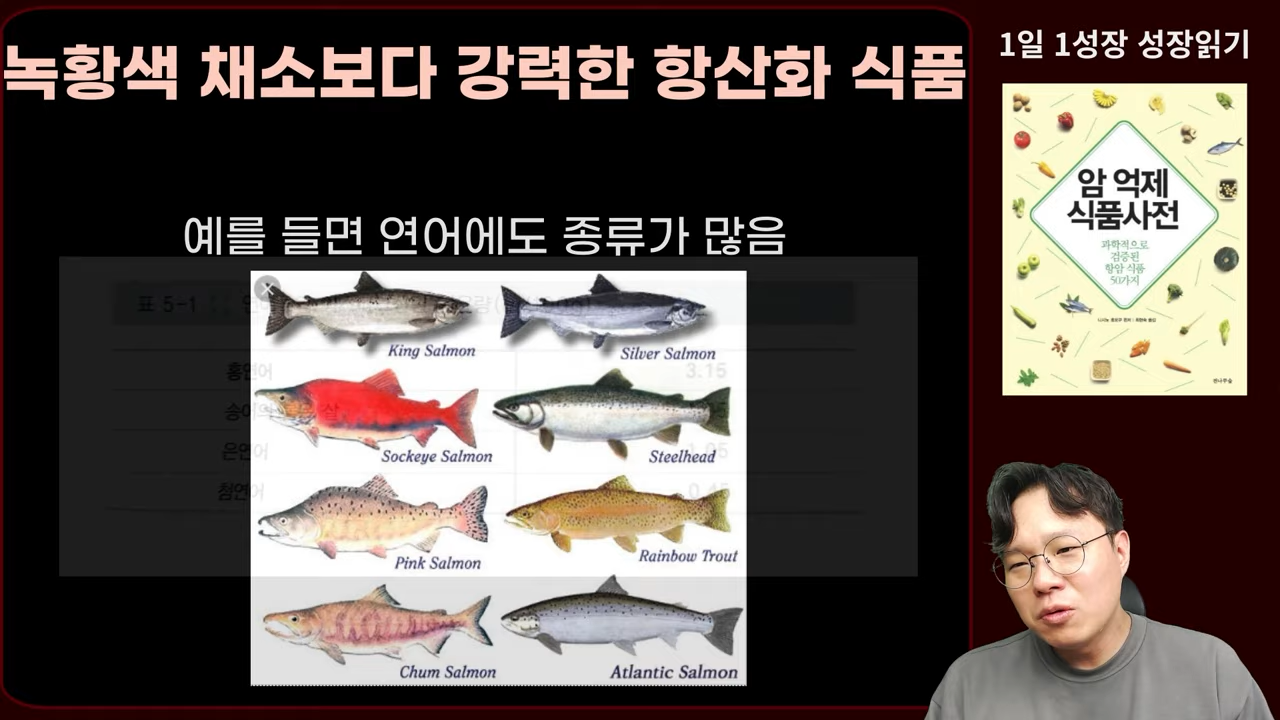 녹황색 채소보다 강력한 항산화 식품
1일 1성장 성장읽기
예를 들면 연어에도 종류가 많음
표 5-1
홍연어
3.15
은연어
첨연어
King Salmon
Silver Salmon
Sockeye Salmon
Steelhead
Pink Salmon
Rainbow Trout
Chum Salmon
Atlantic Salmon
암 억제
식품사전
과학적으로
검증된
항암 식품
50가지
전나무숲